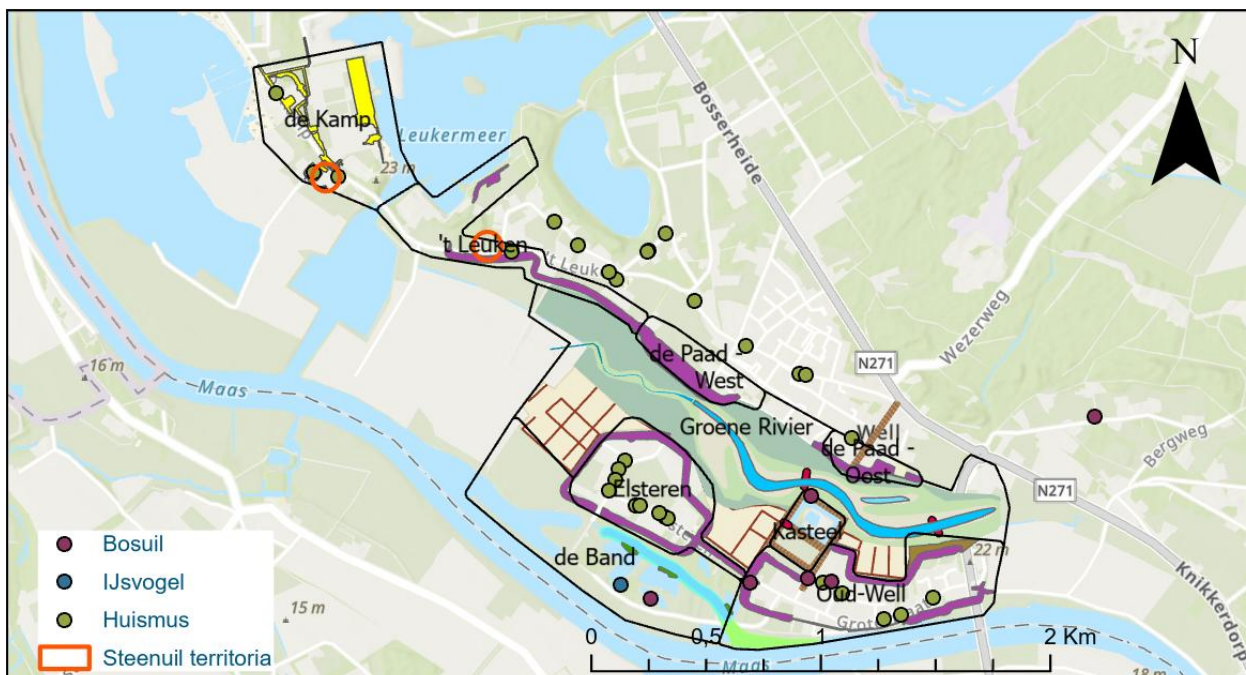 N
Bosserheide
de Kamp
Leukermeer
23 m
't Leuken
't Leuk
Wezerweg
N271
16 m
Maas
de Paad -
West
Groene Rivier
Well
de Paad -
Oost
Bergweg
Elsteren
N271
Kasteel
22 m
de Band
Knikkerdorp
Oud-Well
15 m
Maas
18 m
Bosuil
IJsvogel
Huismus
Steenuil territoria
0
0,5
1
2 Km